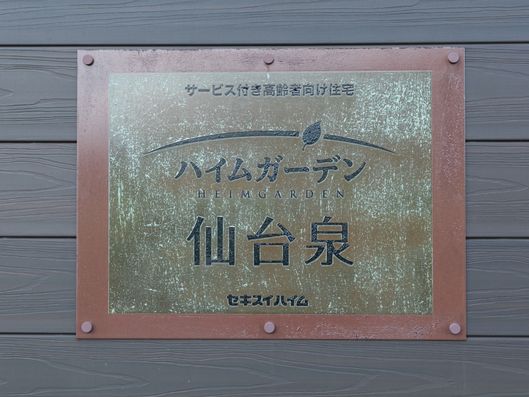 サービス付き高齢者向け住宅
ハイムガーデン
HEIMGARDEN
仙台泉
セキスイハイム